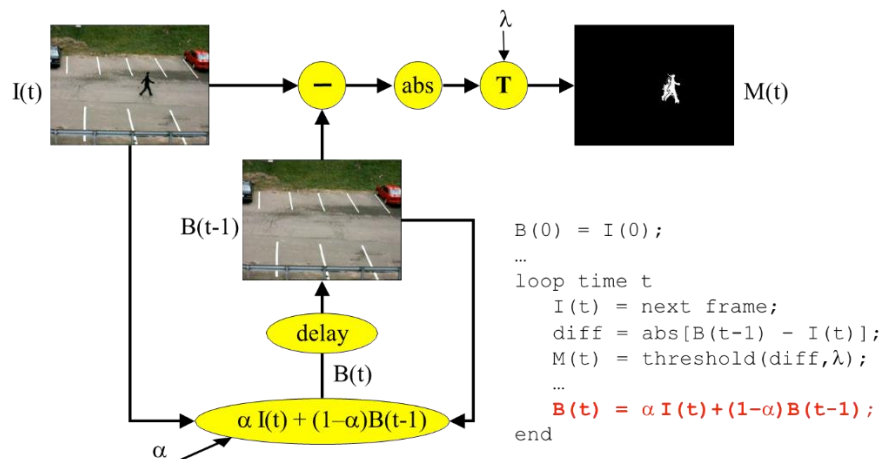 λ
I(t)
–
abs
T
M(t)
B(t-1)
delay
B(t)
α I(t) + (1–α)B(t-1)
α
B(0) = I(0);
…
loop time t
I(t) = next frame;
diff = abs[B(t-1) – I(t)];
M(t) = threshold(diff,λ);
…
B(t) = α I(t)+(1–α)B(t-1);
end